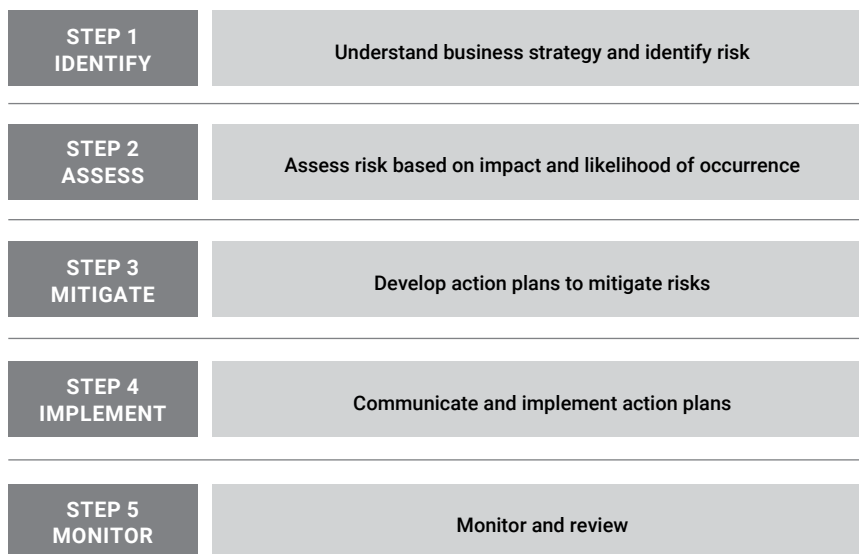 STEP 1
IDENTIFY
Understand business strategy and identify risk
STEP 2
ASSESS
Assess risk based on impact and likelihood of occurrence
STEP 3
MITIGATE
Develop action plans to mitigate risks
STEP 4
IMPLEMENT
Communicate and implement action plans
STEP 5
MONITOR
Monitor and review